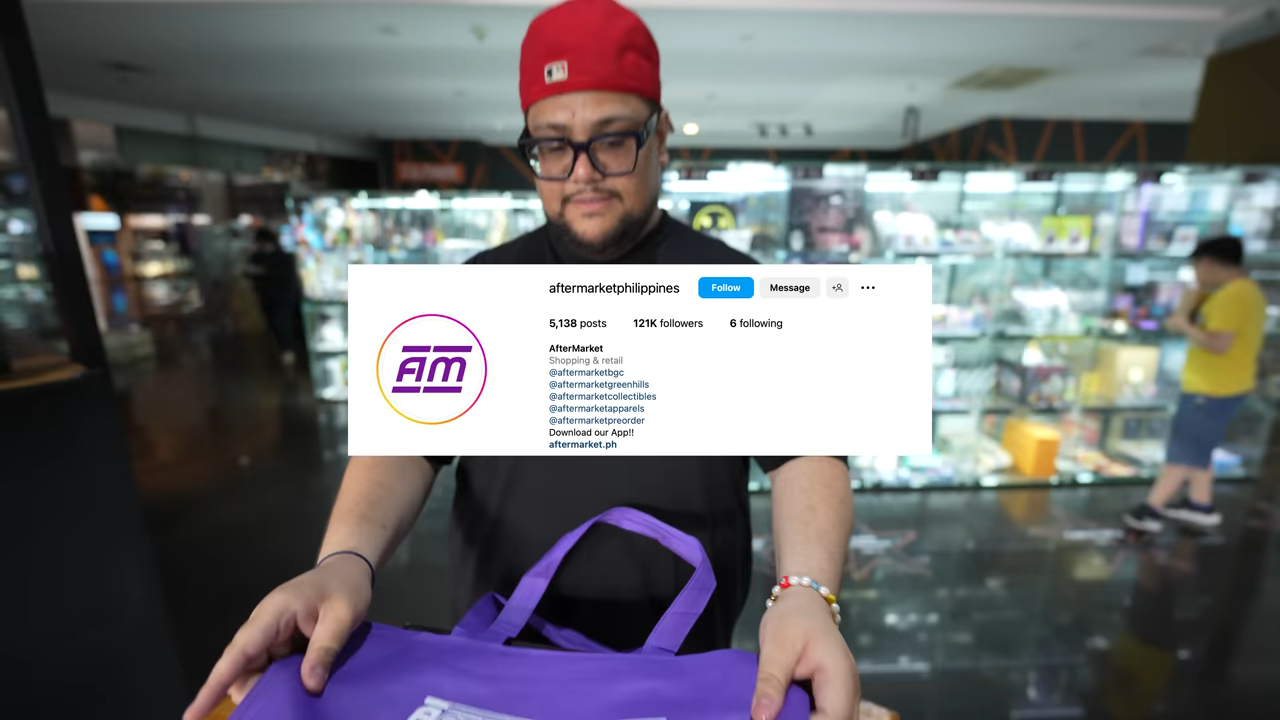 aftermarketphilippines Follow Message
5,138 posts 121K followers 6 following
AM
AfterMarket
Shopping & retail
@aftermarketbgc
@aftermarketgreenhills
@aftermarketcollectibles
@aftermarketapparels
@aftermarketpreorder
Download our App!!
aftermarket.ph